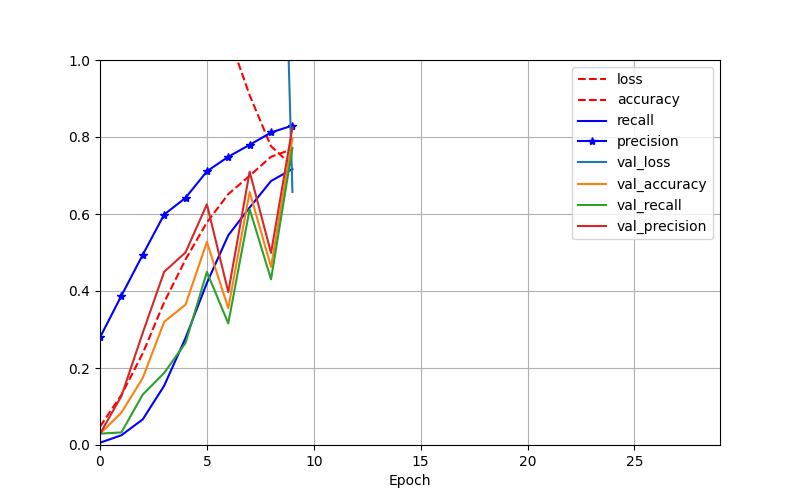 1.0
0.8
0.6
0.4
0.2
0.0
0 5 10 15 20 25
Epoch
loss
accuracy
recall
precision
val_loss
val_accuracy
val_recall
val_precision